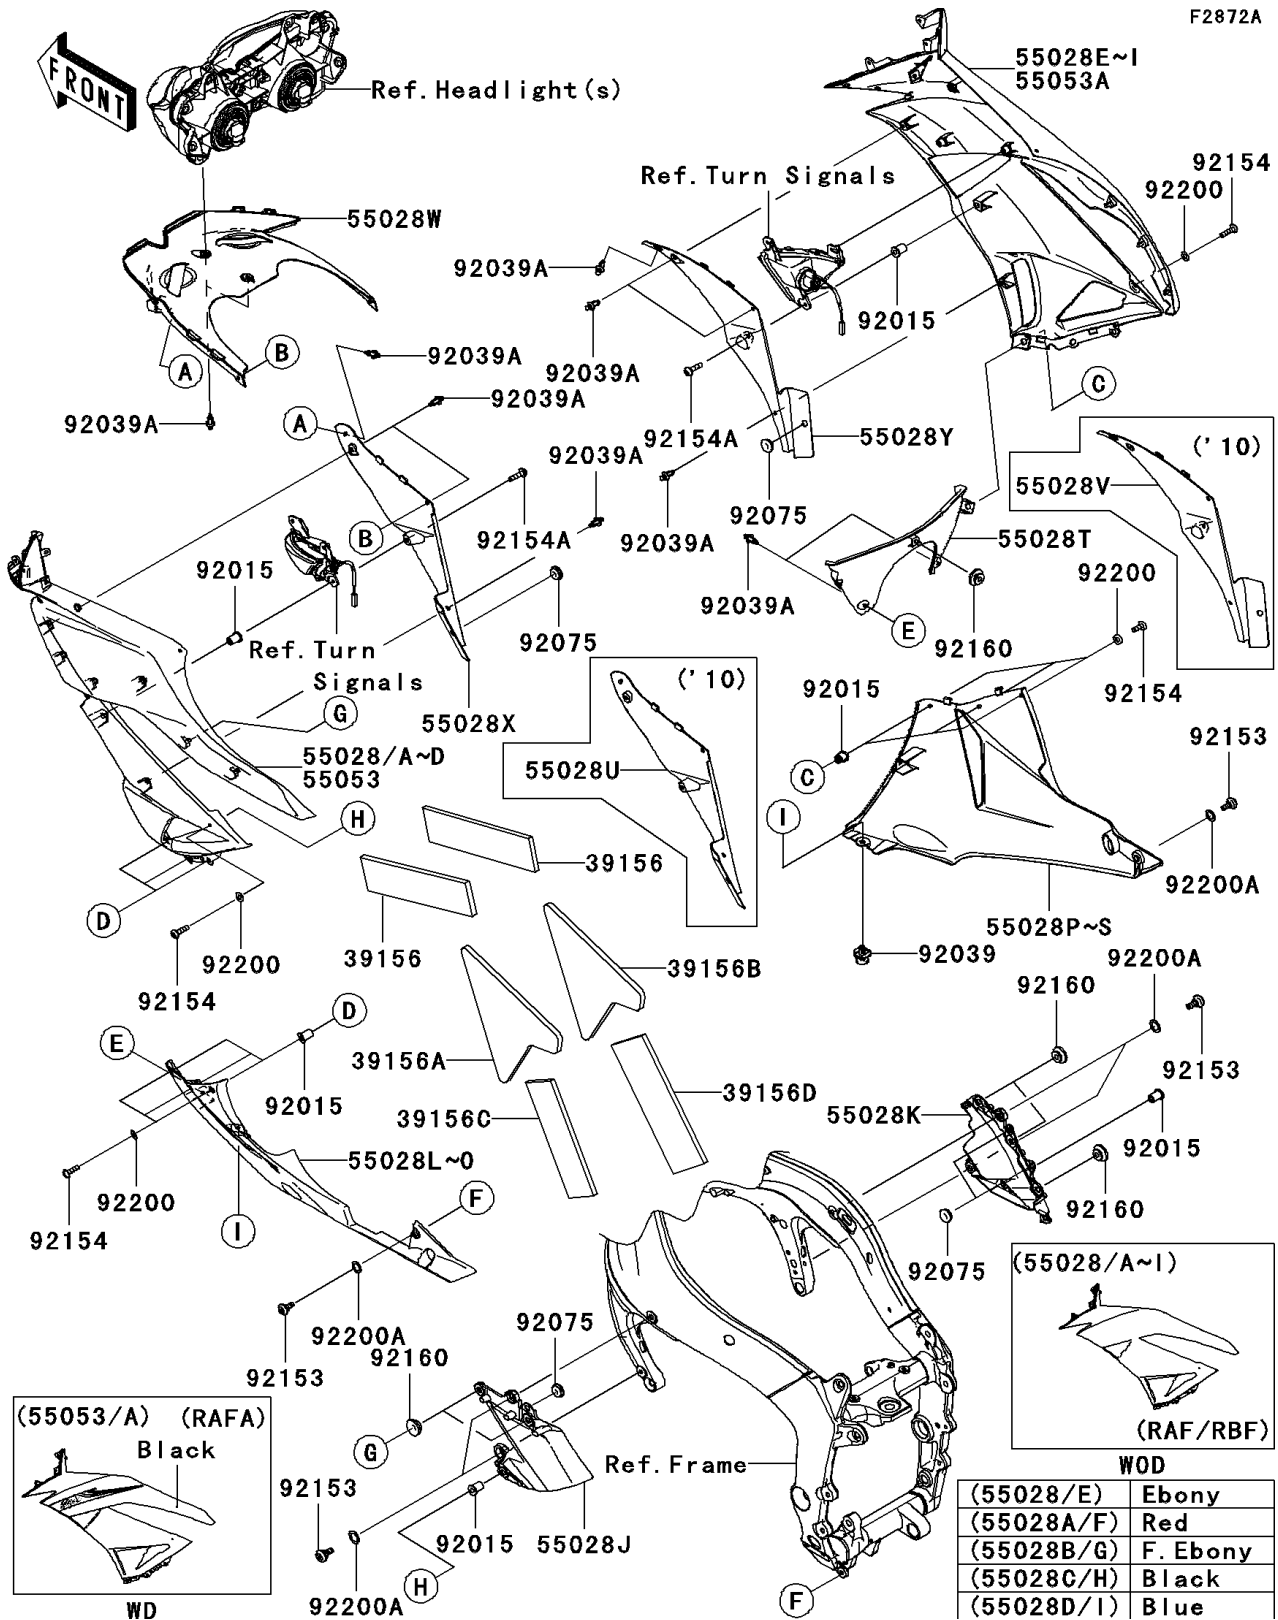 F2872A
FRONT
Ref.Headlight(s)
55028E~I
55053A
Ref.Turn Signals
92154
92200
55028W
92039A
92015
92039A
92039A
92039A
C
B
A
92039A
A
92154A
55028Y
('10)
92039A
55028V
B
92154A
92039A
92075
55028T
92015
92200
92039A
E
92160
Ref.Turn
Signals
92075
('10)
92015
92154
G
55028X
92153
55028/A~D
55053
55028U
C
I
H
39156
92200A
D
39156
55028P~S
92200
39156B
92039
92200A
92154
92160
D
E
39156A
92153
92015
39156C
39156D
55028K
92015
55028L~O
92200
F
92160
92154
I
92075
(55028/A~I)
92200A
92075
92160
92153
(RAF/RBF)
(55053/A) (RAFA)
Black
G
Ref.Frame
WOD
92153
(55028/E) Ebony
(55028A/F) Red
92015
55028J
(55028B/G) F.Ebony
H
(55028C/H) Black
F
WD
92200A
(55028D/I) Blue